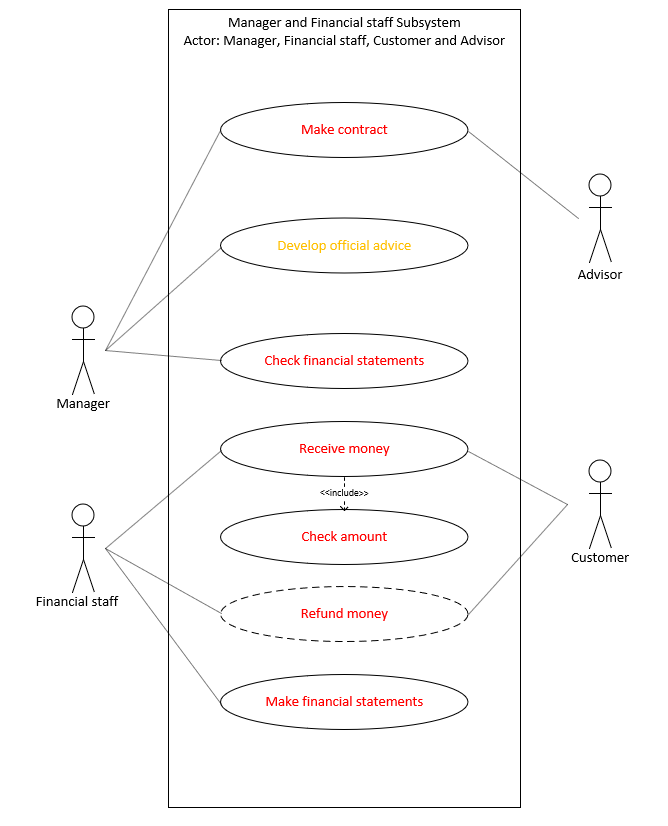 Manager and Financial staff Subsystem
Actor: Manager, Financial staff, Customer and Advisor
Make contract
Advisor
Develop official advice
Manager
Check financial statements
Receive money
<<include>>
Check amount
Customer
Financial staff
Refund money
Make financial statements